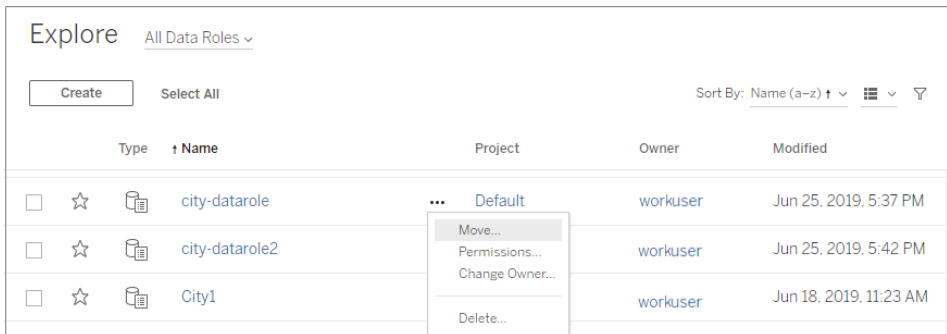 Explore All Data Roles
Create Select All Sort By: Name (a–z)
Type Name Project Owner Modified
city-datarole ... Default workuser Jun 25, 2019, 5:37 PM
Move...
Permissions...
city-datarole2 workuser Jun 25, 2019, 5:42 PM
Change Owner...
City1 workuser Jun 18, 2019, 11:23 AM
Delete...